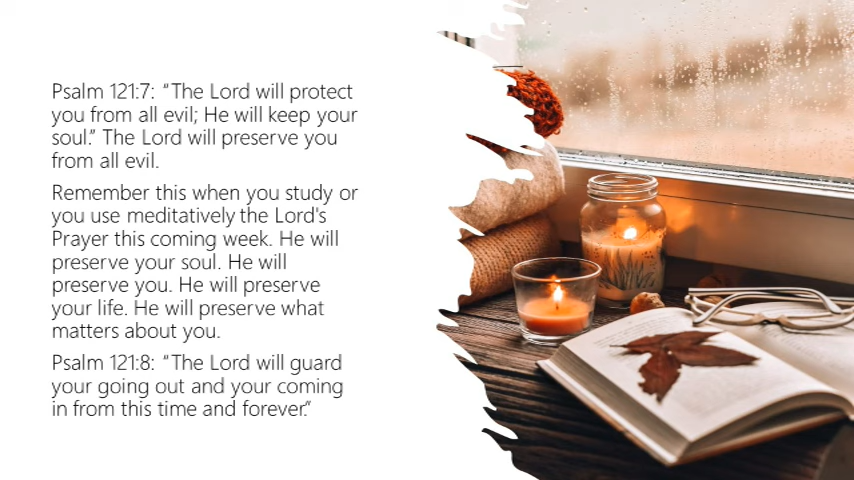 Psalm 121:7: “The Lord will protect
you from all evil; He will keep your
soul.” The Lord will preserve you
from all evil.
Remember this when you study or
you use meditatively the Lord's
Prayer this coming week. He will
preserve your soul. He will
preserve you. He will preserve
your life. He will preserve what
matters about you.
Psalm 121:8: “The Lord will guard
your going out and your coming
in from this time and forever.”